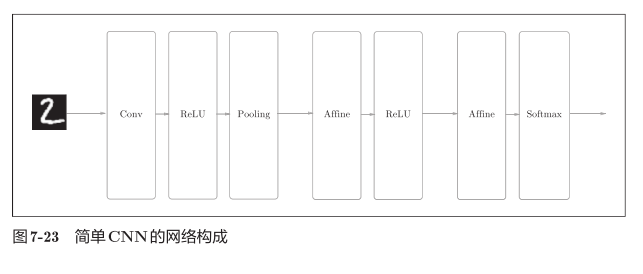 2
Conv ReLU Pooling Affine ReLU Affine Softmax
图7-23 简单CNN的网络构成